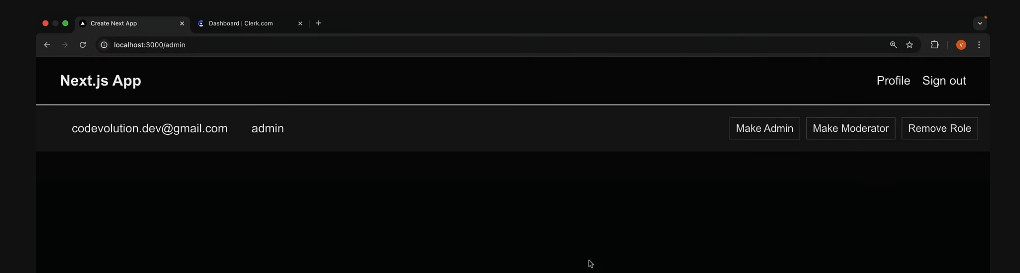 Create Next App
Dashboard | Clerk.com
localhost:3000/admin
Next.js App Profile Sign out
codevolution.dev@gmail.com admin Make Admin Make Moderator Remove Role